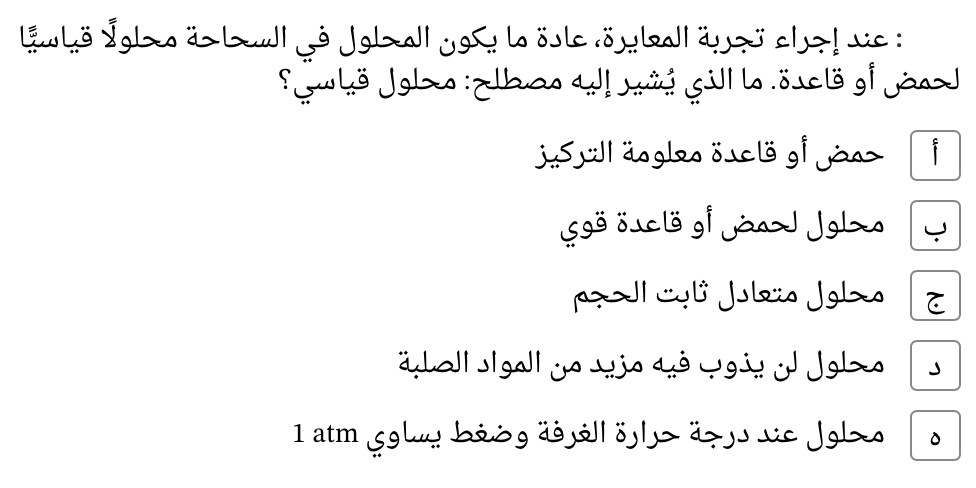 : عند إجراء تجربة المعايرة، عادة ما يكون المحلول في السحاحة محلولًا قياسيًّا
لحمض أو قاعدة. ما الذي يُشير إليه مصطلح: محلول قياسي؟
أ حمض أو قاعدة معلومة التركيز
ب محلول لحمض أو قاعدة قوي
ج محلول متعادل ثابت الحجم
د محلول لن يذوب فيه مزيد من المواد الصلبة
ه محلول عند درجة حرارة الغرفة وضغط يساوي 1 atm